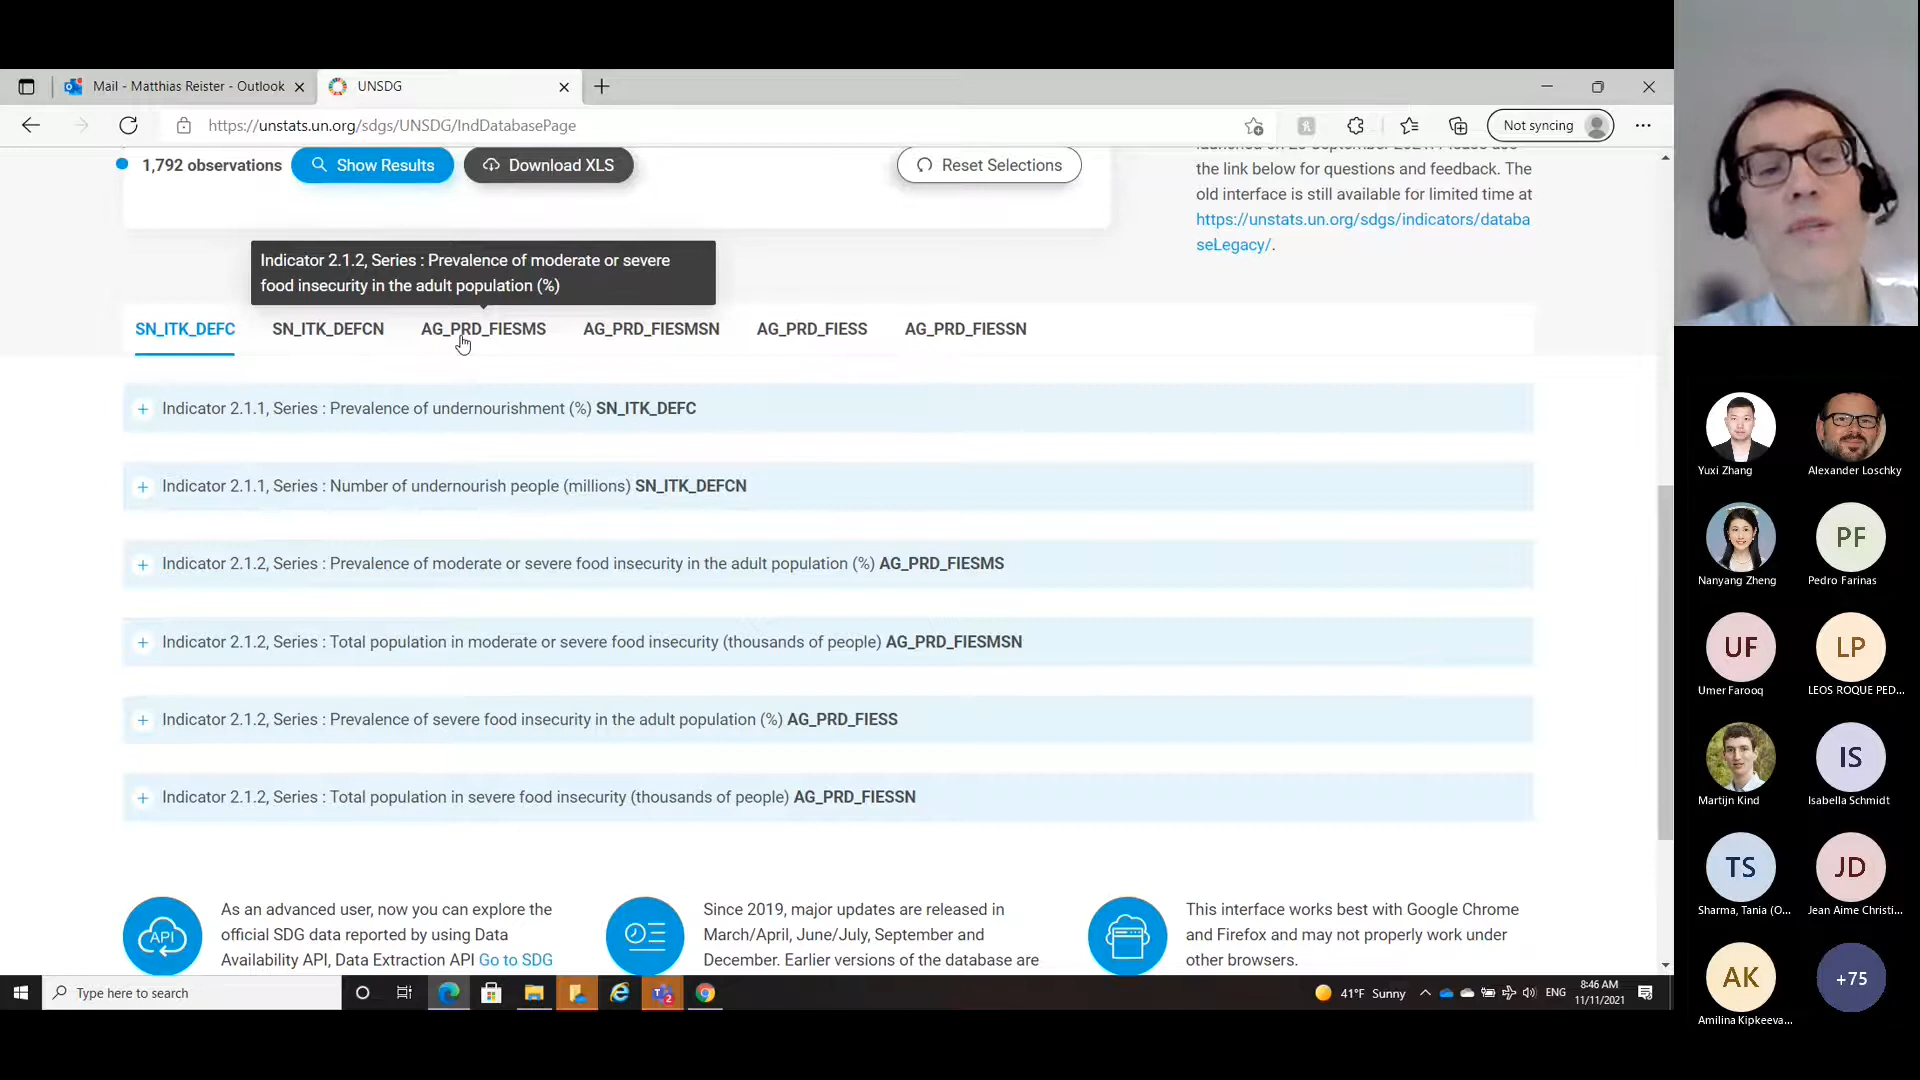 Mail - Matthias Reister - Outlook
UNSDG
https://unstats.un.org/sdgs/UNSDG/IndDatabasePage
Not syncing
1,792 observations
Show Results
Download XLS
Reset Selections
the link below for questions and feedback. The
old interface is still available for limited time at
https://unstats.un.org/sdgs/indicators/databa
seLegacy/.
Indicator 2.1.2, Series : Prevalence of moderate or severe
food insecurity in the adult population (%)
SN_ITK_DEFC
SN_ITK_DEFCN
AG_PRD_FIESMS
AG_PRD_FIESMSN
AG_PRD_FIESS
AG_PRD_FIESSN
+ Indicator 2.1.1, Series : Prevalence of undernourishment (%) SN_ITK_DEFC
+ Indicator 2.1.1, Series : Number of undernourish people (millions) SN_ITK_DEFCN
+ Indicator 2.1.2, Series : Prevalence of moderate or severe food insecurity in the adult population (%) AG_PRD_FIESMS
+ Indicator 2.1.2, Series : Total population in moderate or severe food insecurity (thousands of people) AG_PRD_FIESMSN
+ Indicator 2.1.2, Series : Prevalence of severe food insecurity in the adult population (%) AG_PRD_FIESS
+ Indicator 2.1.2, Series : Total population in severe food insecurity (thousands of people) AG_PRD_FIESSN
API
As an advanced user, now you can explore the
official SDG data reported by using Data
Availability API, Data Extraction API Go to SDG
Since 2019, major updates are released in
March/April, June/July, September and
December. Earlier versions of the database are
This interface works best with Google Chrome
and Firefox and may not properly work under
other browsers.
Type here to search
41°F Sunny
ENG
8:46 AM
11/11/2021
Yuxi Zhang
Alexander Loschky
Nanyang Zheng
PF
Pedro Farinas
UF
Umer Farooq
LP
LEOS ROQUE PED...
Martijn Kind
IS
Isabella Schmidt
TS
Sharma, Tania (O...
JD
Jean Aime Christi...
AK
Amilina Kipkeeva...
+75